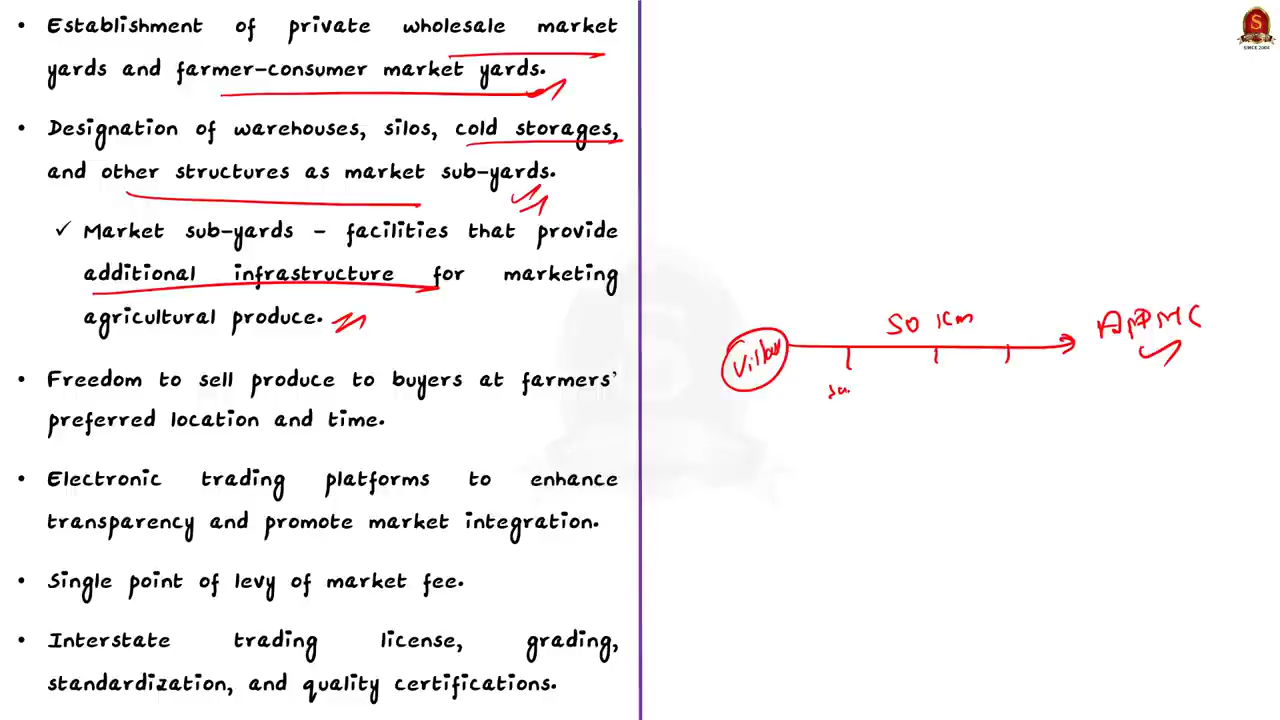 • Establishment of private wholesale market
yards and farmer-consumer market yards.
• Designation of warehouses, silos, cold storages,
and other structures as market sub-yards.
✓ Market sub-yards - facilities that provide
additional infrastructure for marketing
agricultural produce.
• Freedom to sell produce to buyers at farmers'
preferred location and time.
• Electronic trading platforms to enhance
transparency and promote market integration.
• Single point of levy of market fee.
• Interstate trading license, grading,
standardization, and quality certifications.
S
SINCE 2004
50 Km
APMC